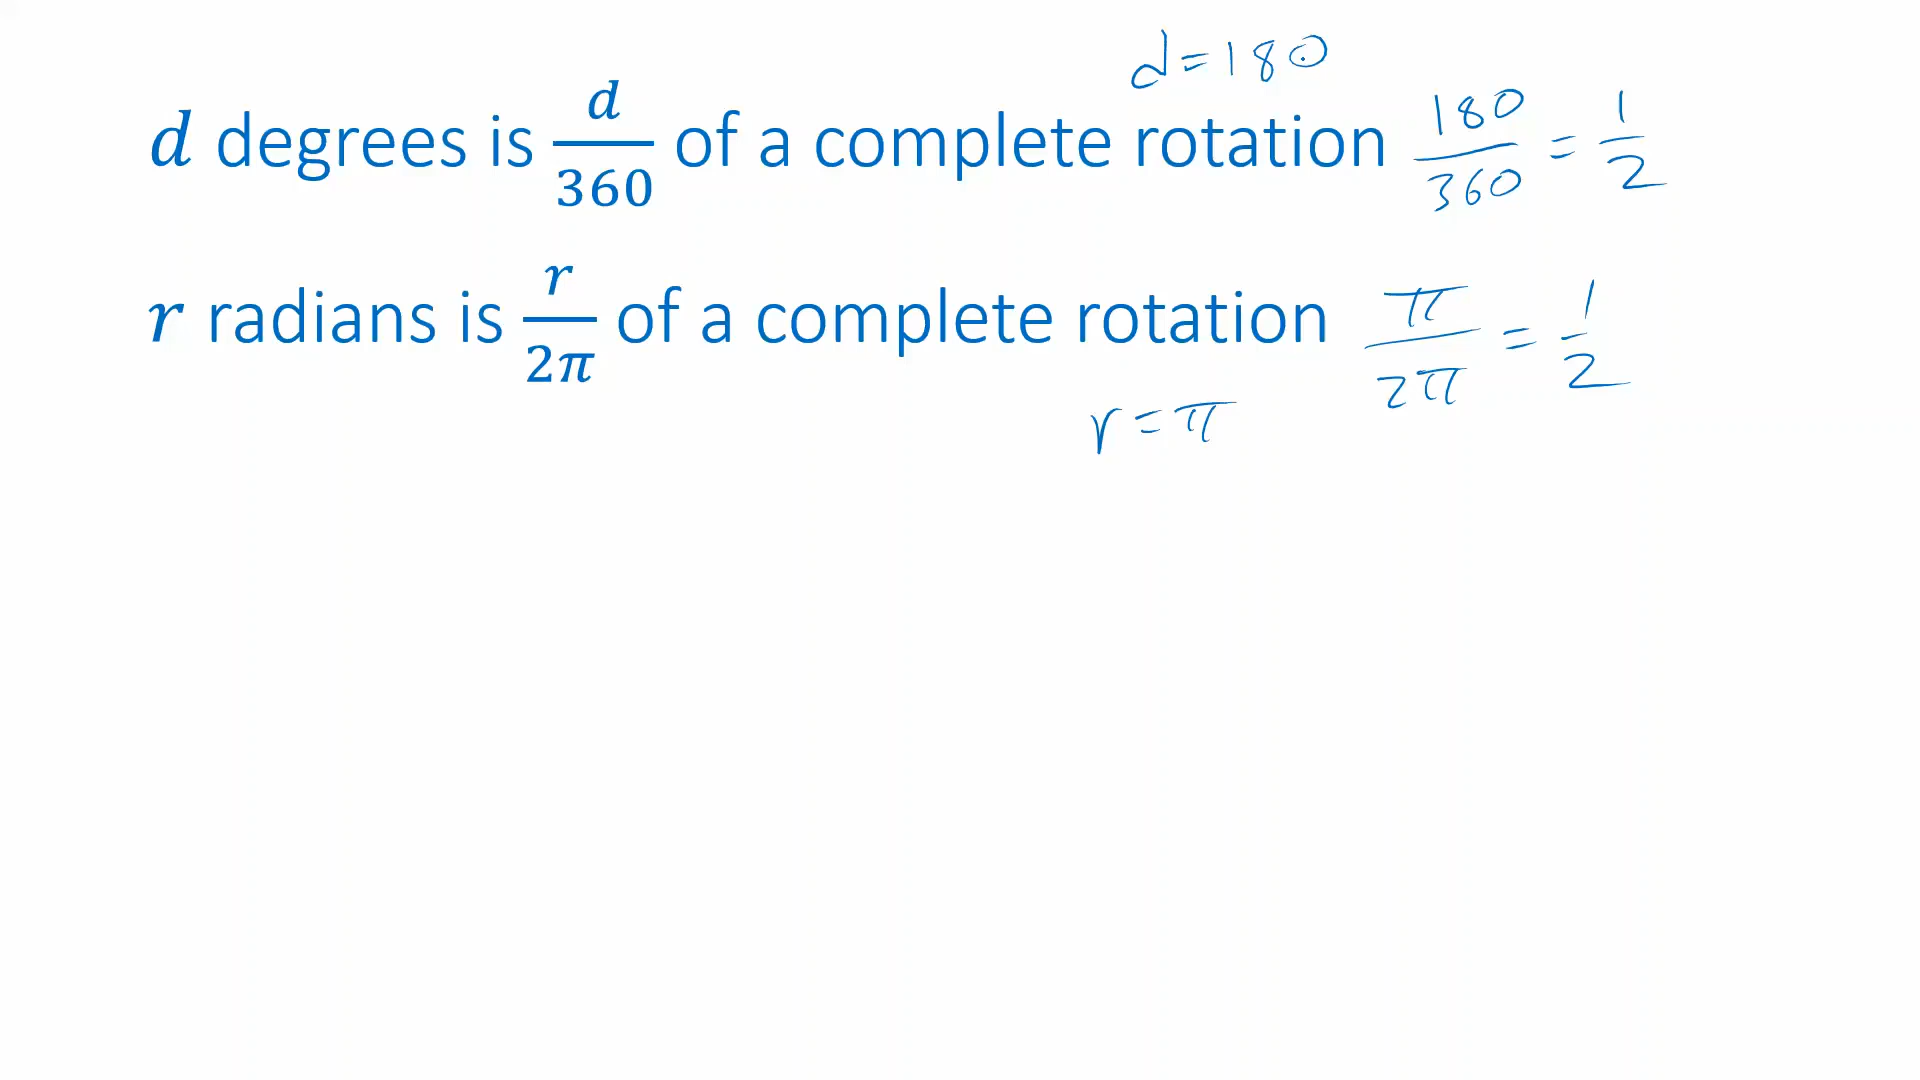 d=180
d degrees is d/360 of a complete rotation 180/360 = 1/2
r radians is r/2π of a complete rotation π/2π = 1/2
r=π